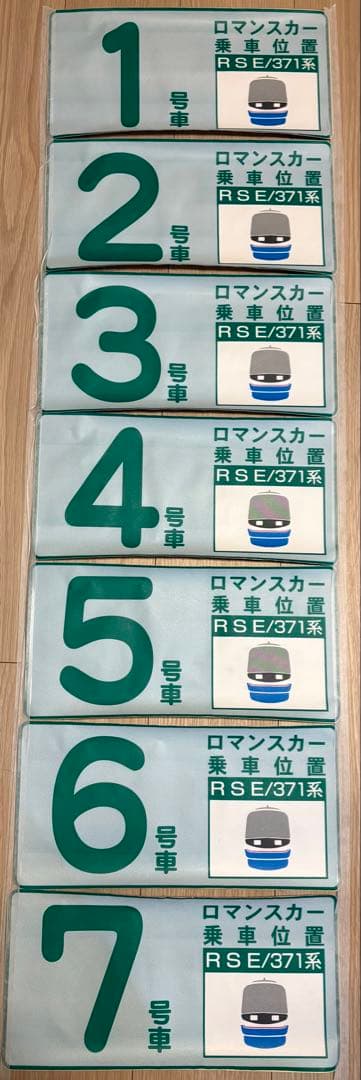 1号車
ロマンスカー
乗車位置
RSE/371系
2号車
ロマンスカー
乗車位置
RSE/371系
3号車
ロマンスカー
乗車位置
RSE/371系
4号車
ロマンスカー
乗車位置
RSE/371系
5号車
ロマンスカー
乗車位置
RSE/371系
6号車
ロマンスカー
乗車位置
RSE/371系
7号車
ロマンスカー
乗車位置
RSE/371系